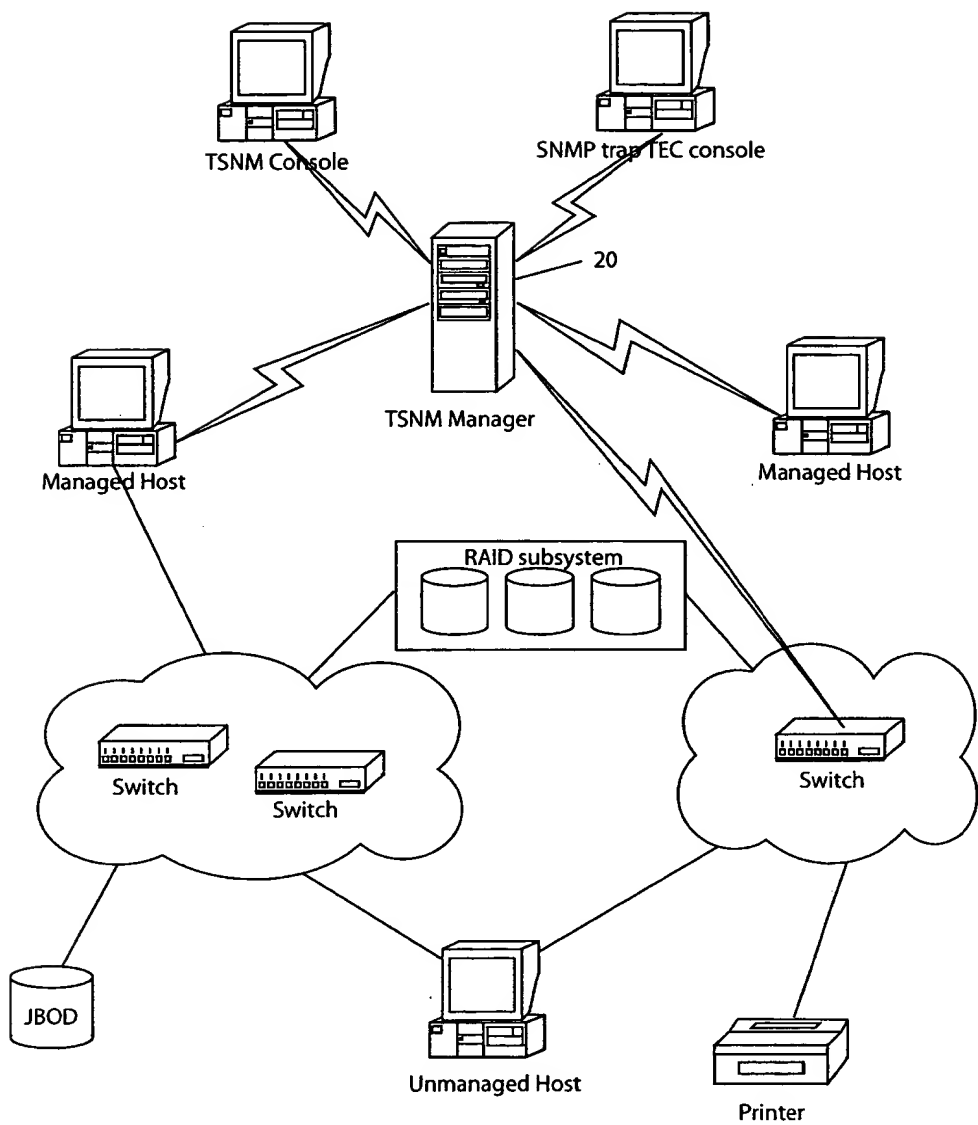 TSNM Console
SNMP trap TEC console
20
TSNM Manager
Managed Host
Managed Host
RAID subsystem
Switch
Switch
Switch
JBOD
Unmanaged Host
Printer